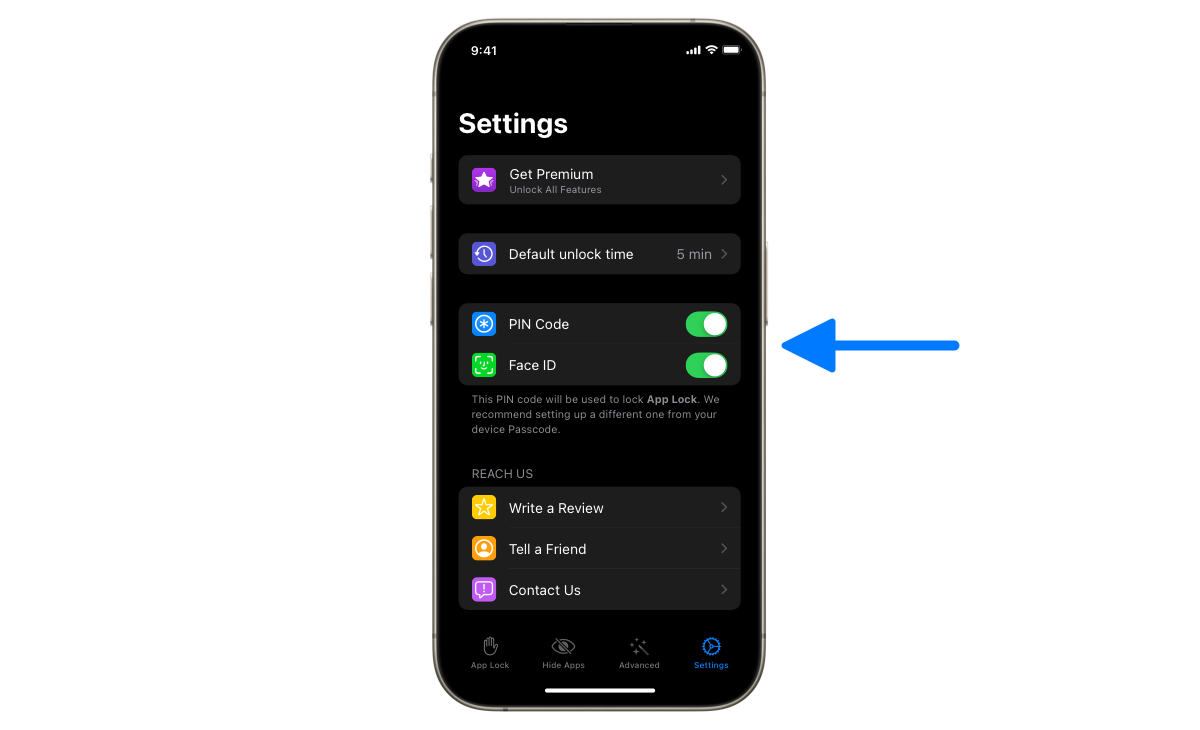 9:41
Settings
Get Premium
Unlock All Features
Default unlock time 5 min
PIN Code
Face ID
This PIN code will be used to lock App Lock. We
recommend setting up a different one from your
device Passcode.
REACH US
Write a Review
Tell a Friend
Contact Us
App Lock Hide Apps Advanced Settings